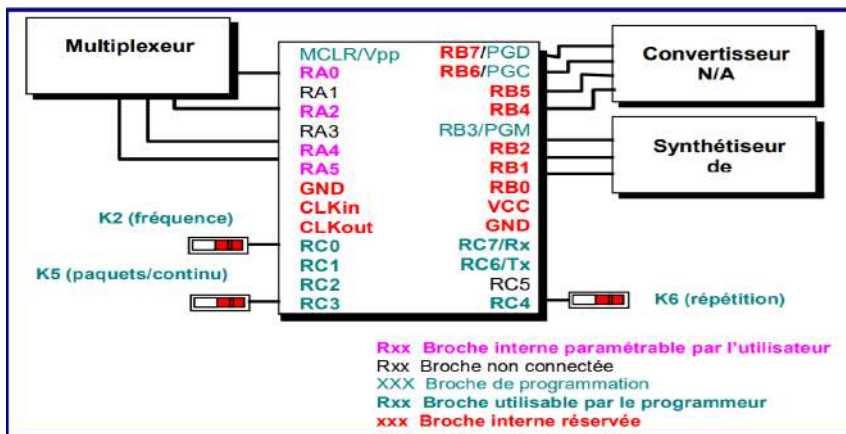 Multiplexeur
MCLR/Vpp
RA0
RA1
RA2
RA3
RA4
RA5
GND
CLKin
CLKout
RC0
RC1
RC2
RC3
RB7/PGD
RB6/PGC
RB5
RB4
RB3/PGM
RB2
RB1
RB0
VCC
GND
RC7/Rx
RC6/Tx
RC5
RC4
Convertisseur
N/A
Synthétiseur
de
K2 (fréquence)
K5 (paquets/continu)
K6 (répétition)
Rxx Broche interne paramétrable par l'utilisateur
Rxx Broche non connectée
XXX Broche de programmation
Rxx Broche utilisable par le programmeur
xxx Broche interne réservée